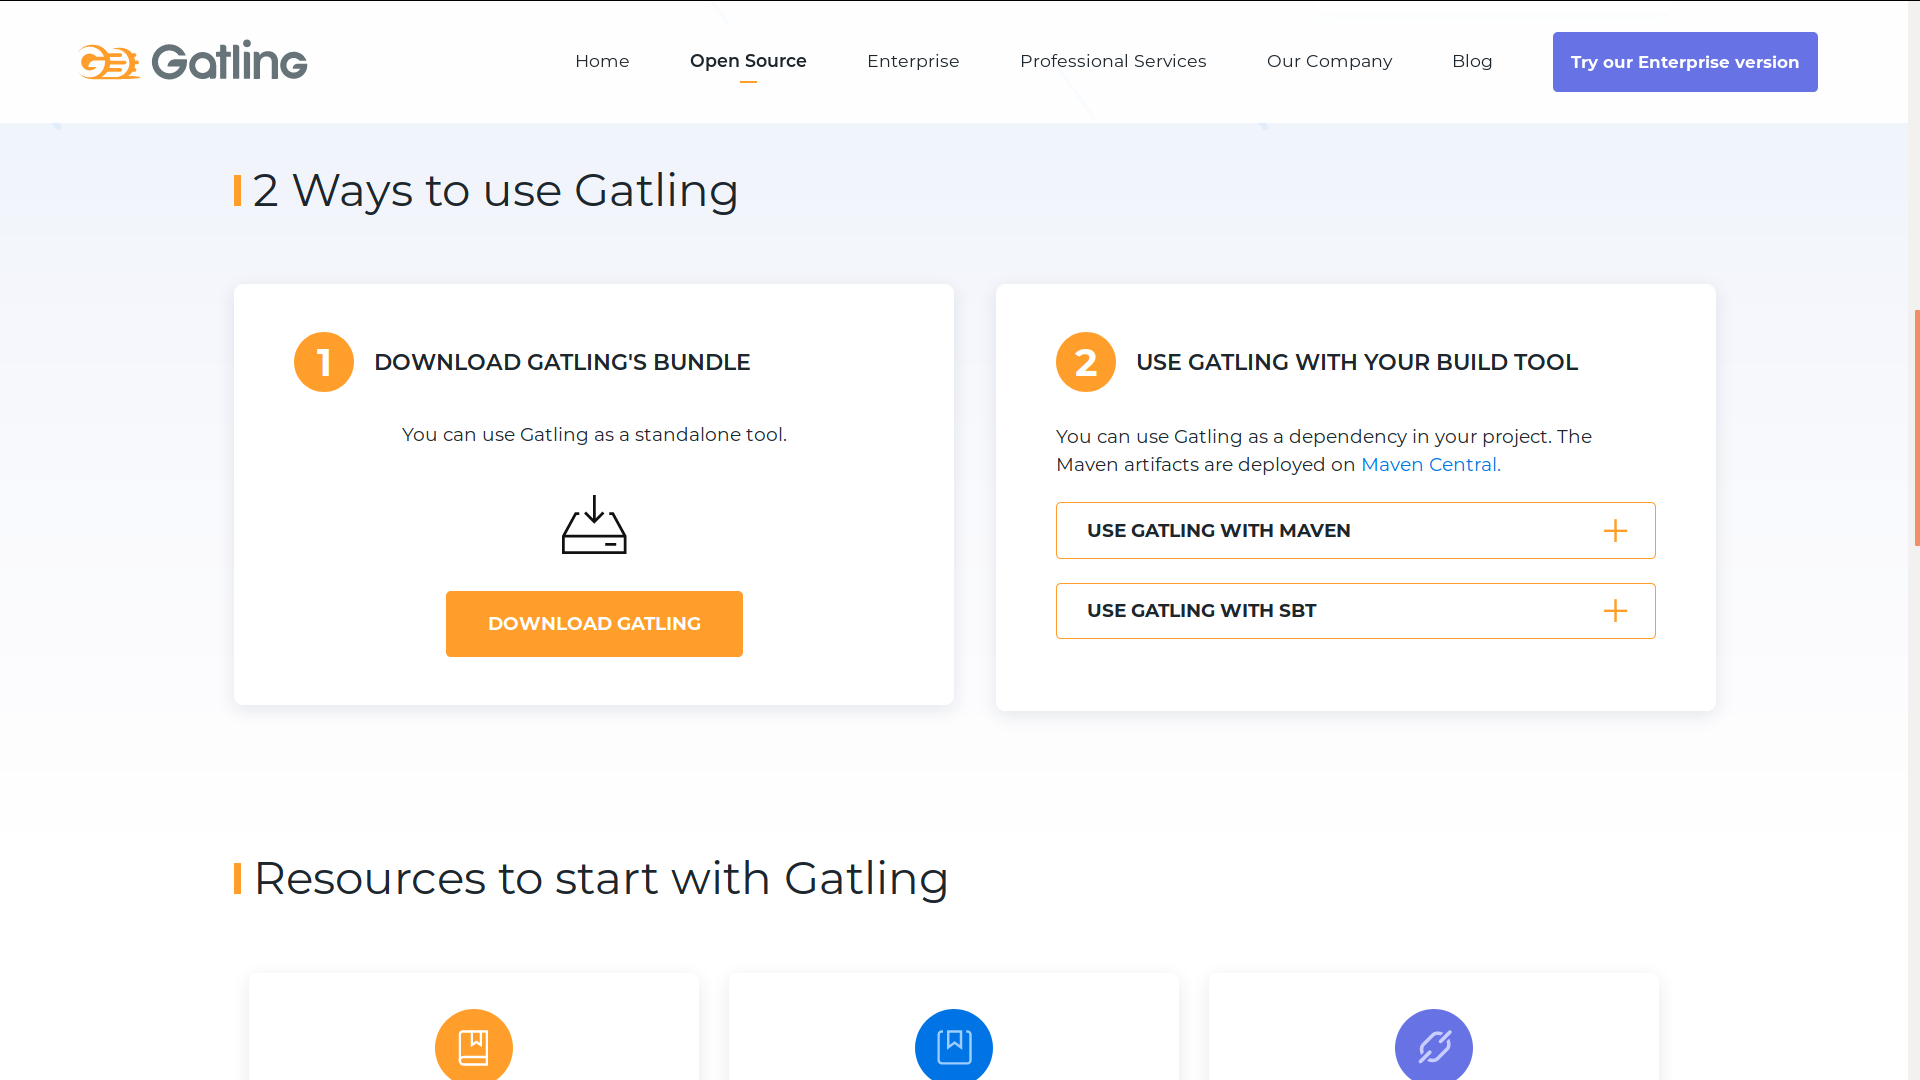 Gatling
Home
Open Source
Enterprise
Professional Services
Our Company
Blog
Try our Enterprise version
2 Ways to use Gatling
1
DOWNLOAD GATLING'S BUNDLE
You can use Gatling as a standalone tool.
DOWNLOAD GATLING
2
USE GATLING WITH YOUR BUILD TOOL
You can use Gatling as a dependency in your project. The
Maven artifacts are deployed on Maven Central.
USE GATLING WITH MAVEN
USE GATLING WITH SBT
Resources to start with Gatling